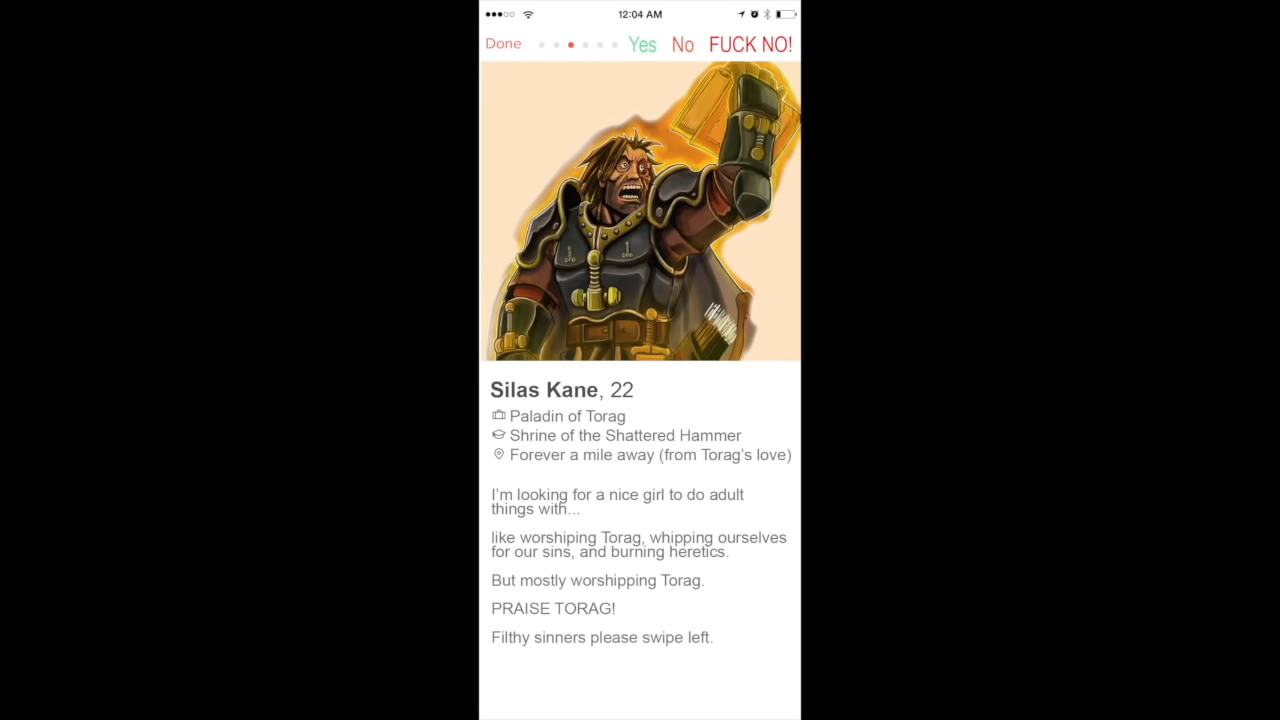 12:04 AM
Done Yes No FUCK NO!
Silas Kane, 22
Paladin of Torag
Shrine of the Shattered Hammer
Forever a mile away (from Torag's love)
I'm looking for a nice girl to do adult
things with...
like worshiping Torag, whipping ourselves
for our sins, and burning heretics.
But mostly worshipping Torag.
PRAISE TORAG!
Filthy sinners please swipe left.